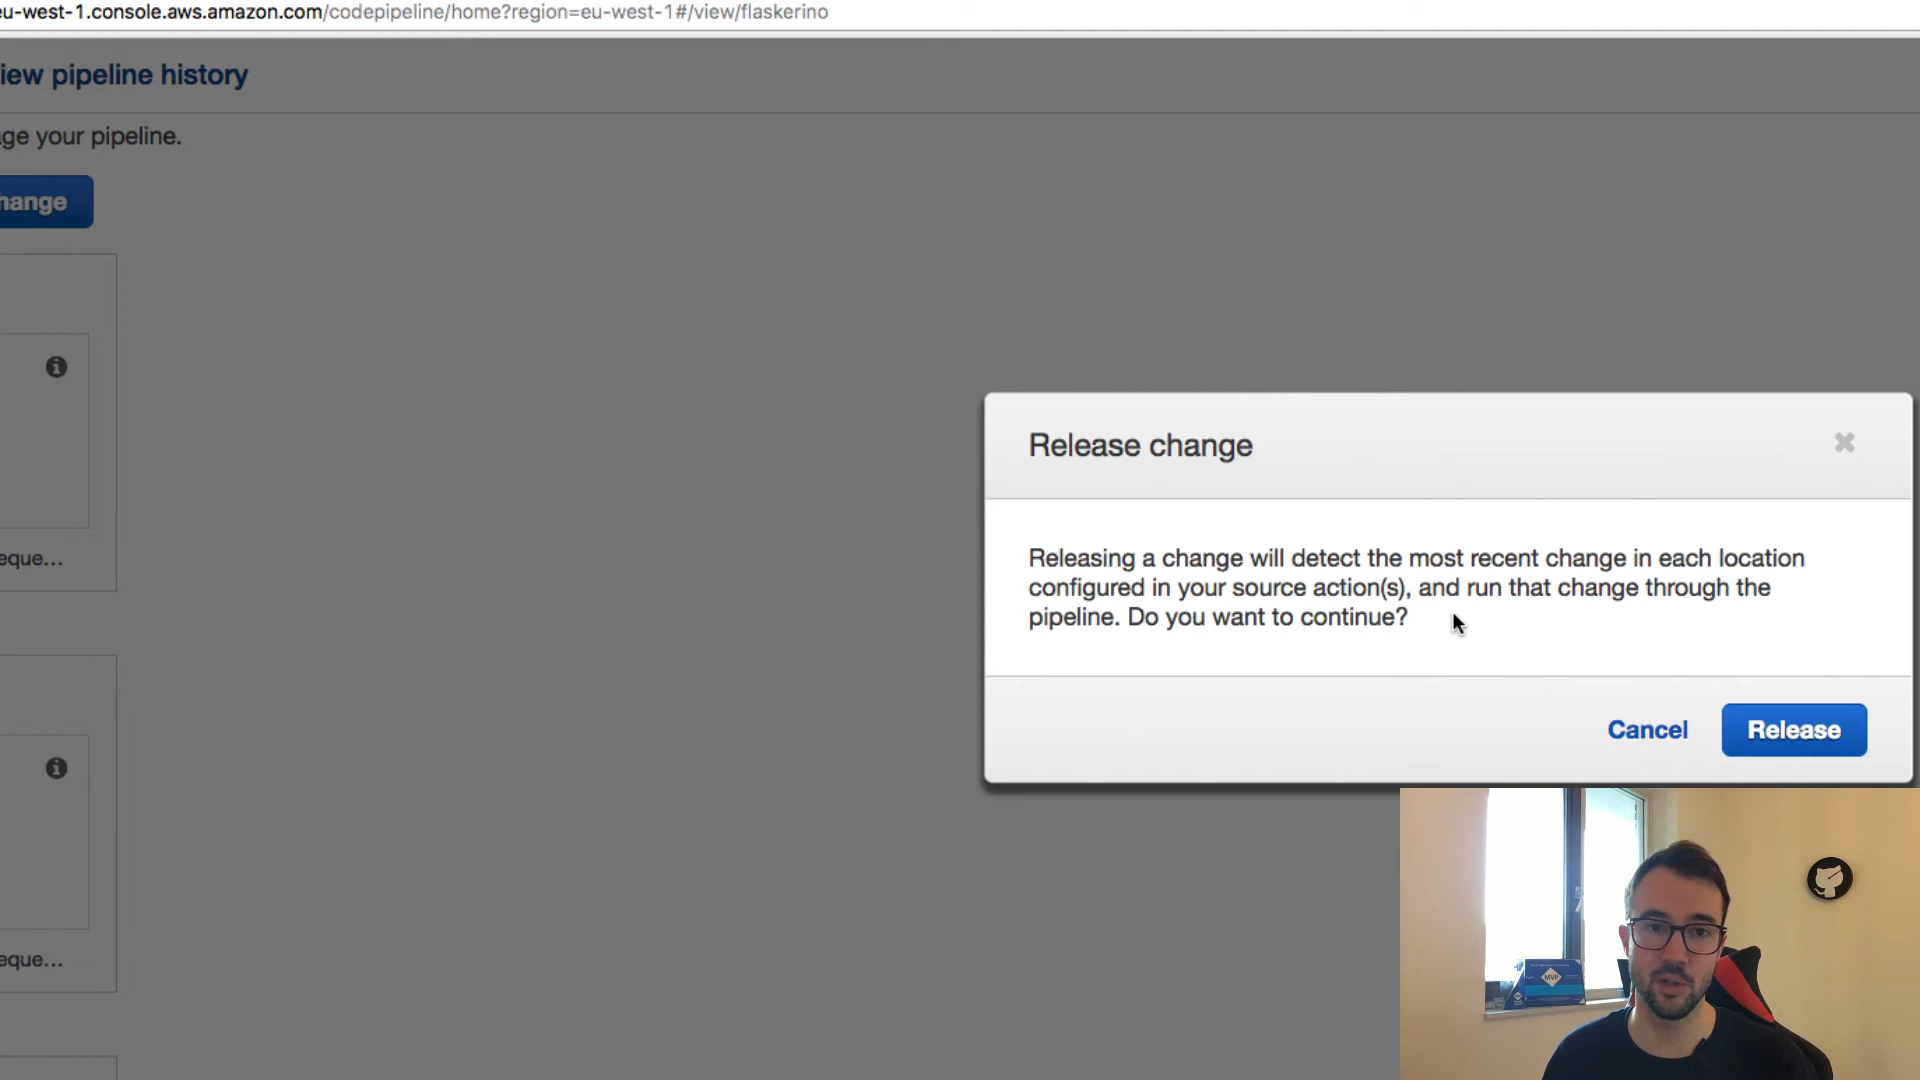 eu-west-1.console.aws.amazon.com/codepipeline/home?region=eu-west-1#/view/flaskerino
iew pipeline history
ge your pipeline.
hange
eque...
eque...
Release change
Releasing a change will detect the most recent change in each location
configured in your source action(s), and run that change through the
pipeline. Do you want to continue?
Cancel
Release
MVP